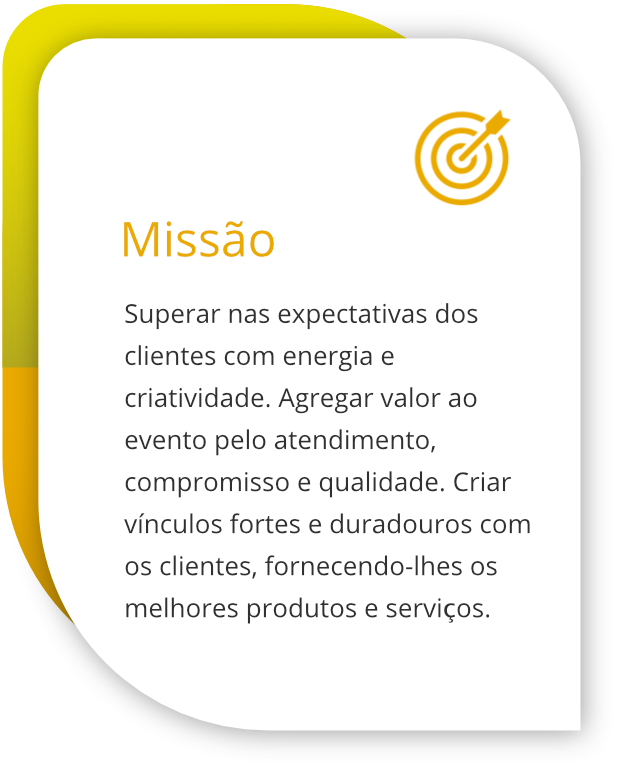 Missão
Superar nas expectativas dos
clientes com energia e
criatividade. Agregar valor ao
evento pelo atendimento,
compromisso e qualidade. Criar
vínculos fortes e duradouros com
os clientes, fornecendo-lhes os
melhores produtos e serviços.